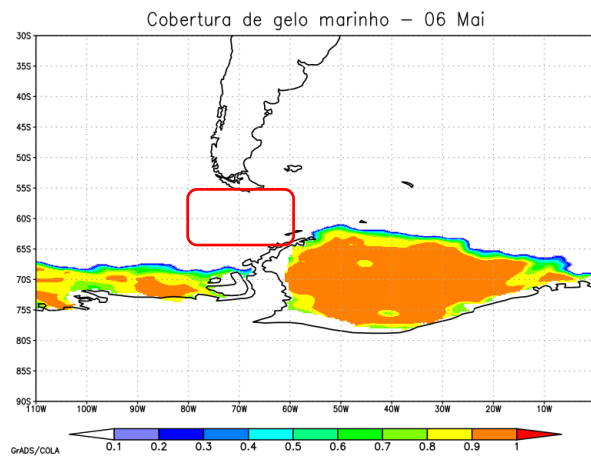 Cobertura de gelo marinho – 06 Mai
30S
35S
40S
45S
50S
55S
60S
65S
70S
75S
80S
85S
90S
110W 100W 90W 80W 70W 60W 50W 40W 30W 20W 10W
0.1 0.2 0.3 0.4 0.5 0.6 0.7 0.8 0.9 1
GrADS/COLA